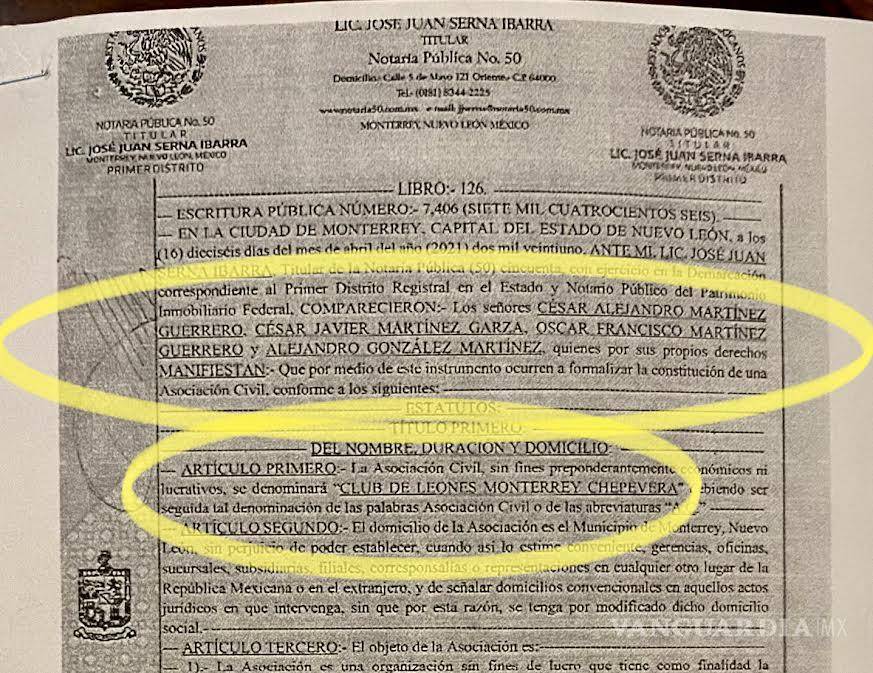 LIC. JOSE JUAN SERNA IBARRA
TITULAR
Notaría Pública No. 50
Domicilio:- Calle 5 de Mayo 121 Oriente.- C.P. 64000
Tel.- (0181) 8344-2225
MONTERREY, NUEVO LEÓN MÉXICO
NOTARIA PÚBLICA No. 50
TITULAR
LIC. JOSÉ JUAN SERNA IBARRA
MONTERREY, NUEVO LEON, MEXICO
PRIMER DISTRITO
NOTARIA PÚBLICA No. 50
TITULAR
LIC. JOSÉ JUAN SERNA IBARRA
MONTERREY, NUEVO LEON, MEXICO
PRIMER DISTRITO
LIBRO:- 126.
— ESCRITURA PÚBLICA NÚMERO:- 7,406 (SIETE MIL CUATROCIENTOS SEIS).
— EN LA CIUDAD DE MONTERREY, CAPITAL DEL ESTADO DE NUEVO LEÓN, a los
(16) dieciséis días del mes de abril del año (2021) dos mil veintiuno, ANTE MI, LIC. JOSÉ JUAN
SERNA IBARRA, Titular de la Notaría Pública (50) cincuenta, con ejercicio en la Demarcación
correspondiente al Primer Distrito Registral en el Estado y Notario Público del Patrimonio
Inmobiliario Federal, COMPARECIERON:- Los señores CÉSAR ALEJANDRO MARTÍNEZ
GUERRERO, CÉSAR JAVIER MARTÍNEZ GARZA, OSCAR FRANCISCO MARTÍNEZ
GUERRERO y ALEJANDRO GONZÁLEZ MARTÍNEZ, quienes por sus propios derechos
MANIFIESTAN:- Que por medio de este instrumento ocurren a formalizar la constitución de una
Asociación Civil, conforme a los siguientes:
ESTATUTOS:
TÍTULO PRIMERO:
DEL NOMBRE, DURACION Y DOMICILIO
— ARTÍCULO PRIMERO:- La Asociación Civil, sin fines preponderantemente económicos ni
lucrativos, se denominará "CLUB DE LEONES MONTERREY CHEPEVERA" debiendo ser
seguida tal denominación de las palabras Asociación Civil o de las abreviaturas
— ARTÍCULO SEGUNDO:- El domicilio de la Asociación es el Municipio de Monterrey, Nuevo
León, sin perjuicio de poder establecer, cuando así lo estime conveniente, gerencias, oficinas,
sucursales, subsidiarias, filiales, corresponsalías o representaciones en cualquier otro lugar de la
República Mexicana o en el extranjero, y de señalar domicilios convencionales en aquellos actos
jurídicos en que intervenga, sin que por esta razón, se tenga por modificado dicho domicilio
social.
— ARTÍCULO TERCERO:- El objeto de la Asociación es:
1).- La Asociación es una organización sin fines de lucro que tiene como finalidad la
VANGUARDIA MX